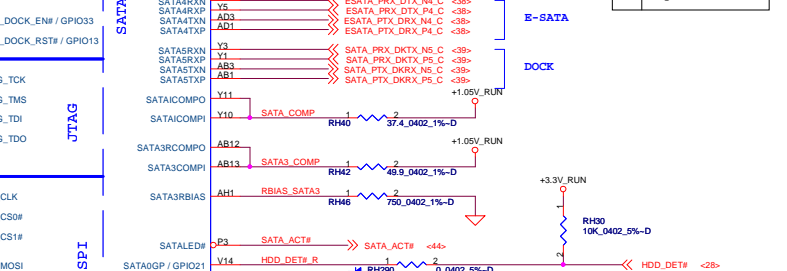 SATA4RXN Y7 ESATA_PRX_DTX_N4_C <38>
SATA4RXP Y5 ESATA_PRX_DTX_P4_C <38>
SATA4TXN AD3 ESATA_PTX_DRX_N4_C <38>
SATA4TXP AD1 ESATA_PTX_DRX_P4_C <38>
E-SATA
_DOCK_EN# / GPIO33
_DOCK_RST# / GPIO13
SATA
SATA5RXN Y3 SATA_PRX_DKTX_N5_C <39>
SATA5RXP Y1 SATA_PRX_DKTX_P5_C <39>
SATA5TXN AB3 SATA_PTX_DKRX_N5_C <39>
SATA5TXP AB1 SATA_PTX_DKRX_P5_C <39>
DOCK
G_TCK
G_TMS
G_TDI
G_TDO
JTAG
+1.05V_RUN
SATAICOMPO Y11
SATAICOMPI Y10 SATA_COMP 1 2
RH40 37.4_0402_1%~D
+1.05V_RUN
SATA3RCOMPO AB12
SATA3COMPI AB13 SATA3_COMP 1 2
RH42 49.9_0402_1%~D
SATA3RBIAS AH1 RBIAS_SATA3 1 2
RH46 750_0402_1%~D
+3.3V_RUN
1
RH30
10K_0402_5%~D
2
CLK
CS0#
CS1#
MOSI
SPI
SATALED# P3 SATA_ACT# SATA_ACT# <44>
SATA0GP / GPIO21 V14 HDD_DET#_R 1 2 HDD_DET# <28>
RH290 0_0402_5%~D